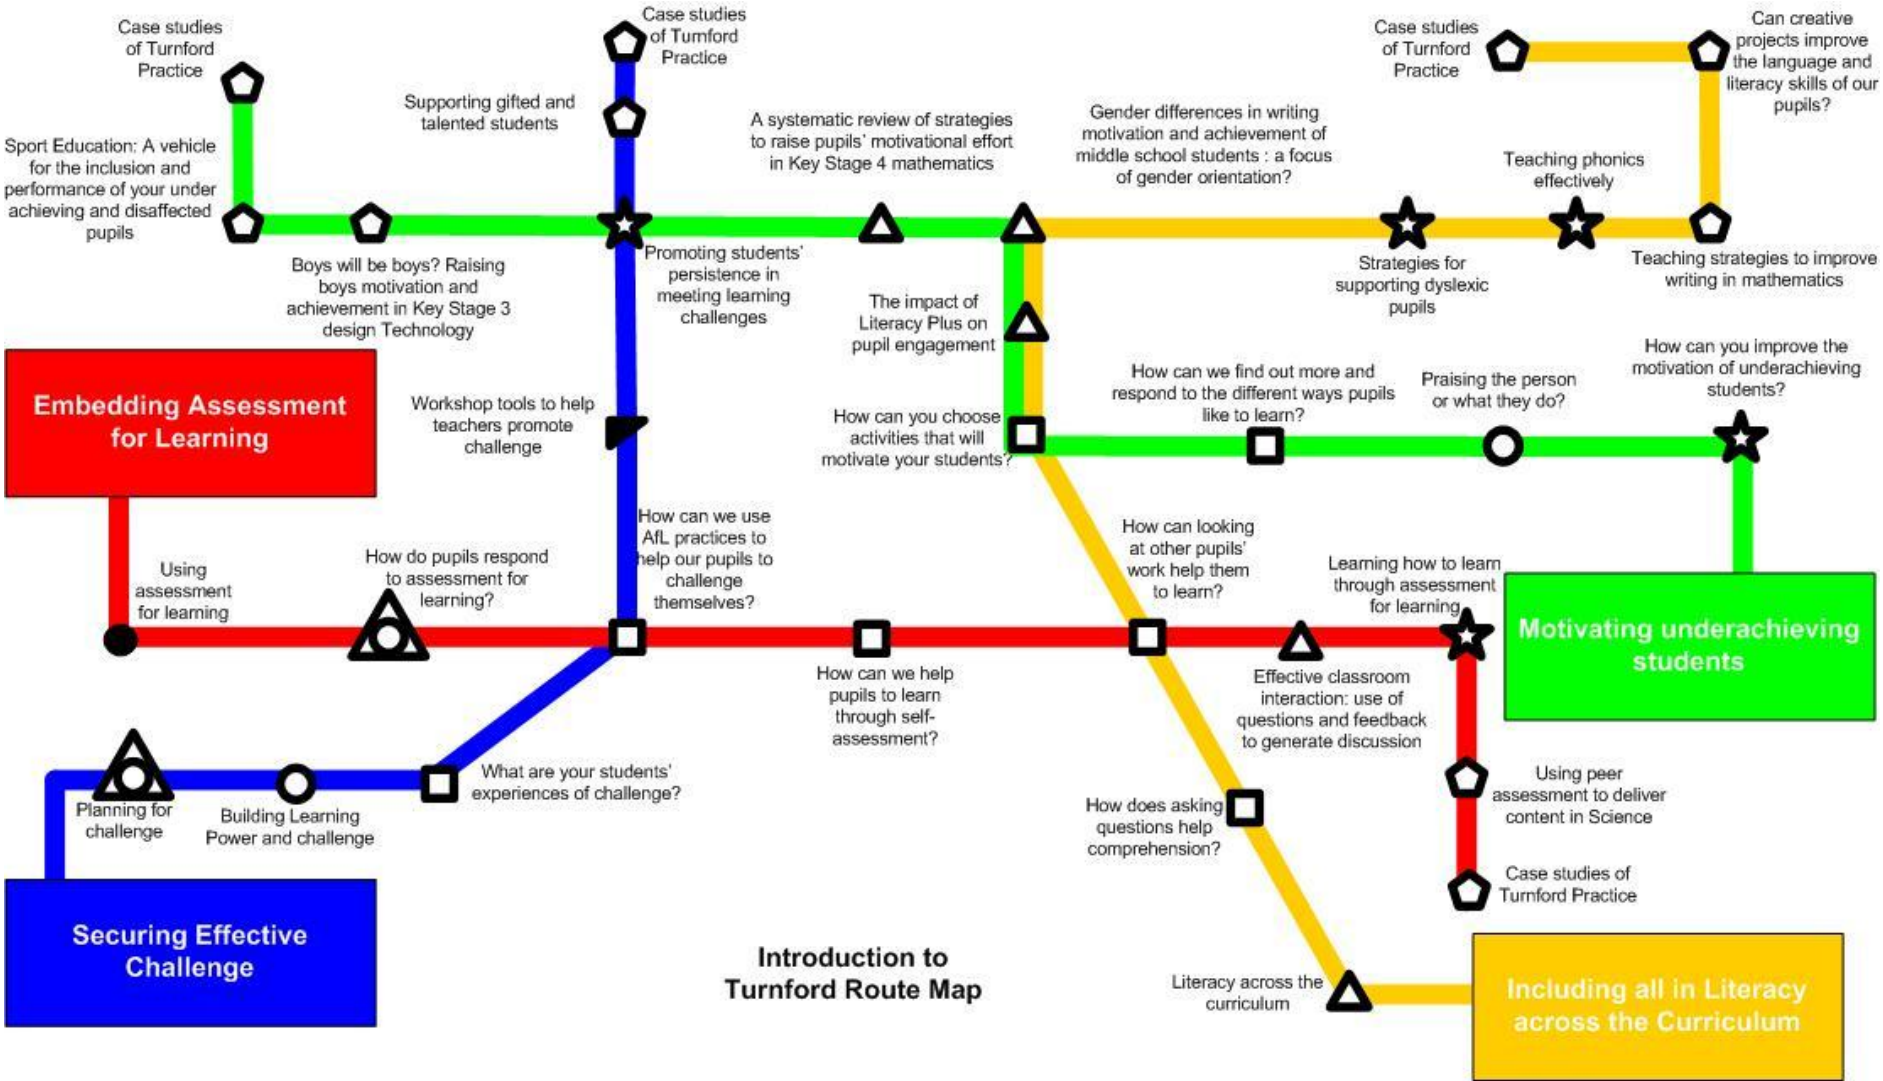 Case studies
of Turnford
Practice
Case studies
of Turnford
Practice
Case studies
of Turnford
Practice
Can creative
projects improve
the language and
literacy skills of our
pupils?
Supporting gifted and
talented students
A systematic review of strategies
to raise pupils' motivational effort
in Key Stage 4 mathematics
Gender differences in writing
motivation and achievement of
middle school students : a focus
of gender orientation?
Teaching phonics
effectively
Sport Education: A vehicle
for the inclusion and
performance of your under
achieving and disaffected
pupils
Boys will be boys? Raising
boys motivation and
achievement in Key Stage 3
design Technology
Promoting students'
persistence in
meeting learning
challenges
The impact of
Literacy Plus on
pupil engagement
Strategies for
supporting dyslexic
pupils
Teaching strategies to improve
writing in mathematics
How can you improve the
motivation of underachieving
students?
Embedding Assessment
for Learning
Workshop tools to help
teachers promote
challenge
How can you choose
activities that will
motivate your students?
How can we find out more and
respond to the different ways pupils
like to learn?
Praising the person
or what they do?
Using
assessment
for learning
How do pupils respond
to assessment for
learning?
How can we use
AfL practices to
help our pupils to
challenge
themselves?
How can looking
at other pupils'
work help them
to learn?
Learning how to learn
through assessment
for learning
Motivating underachieving
students
How can we help
pupils to learn
through self-
assessment?
Effective classroom
interaction: use of
questions and feedback
to generate discussion
Planning for
challenge
Building Learning
Power and challenge
What are your students'
experiences of challenge?
How does asking
questions help
comprehension?
Using peer
assessment to deliver
content in Science
Case studies of
Turnford Practice
Securing Effective
Challenge
Introduction to
Turnford Route Map
Literacy across the
curriculum
Including all in Literacy
across the Curriculum